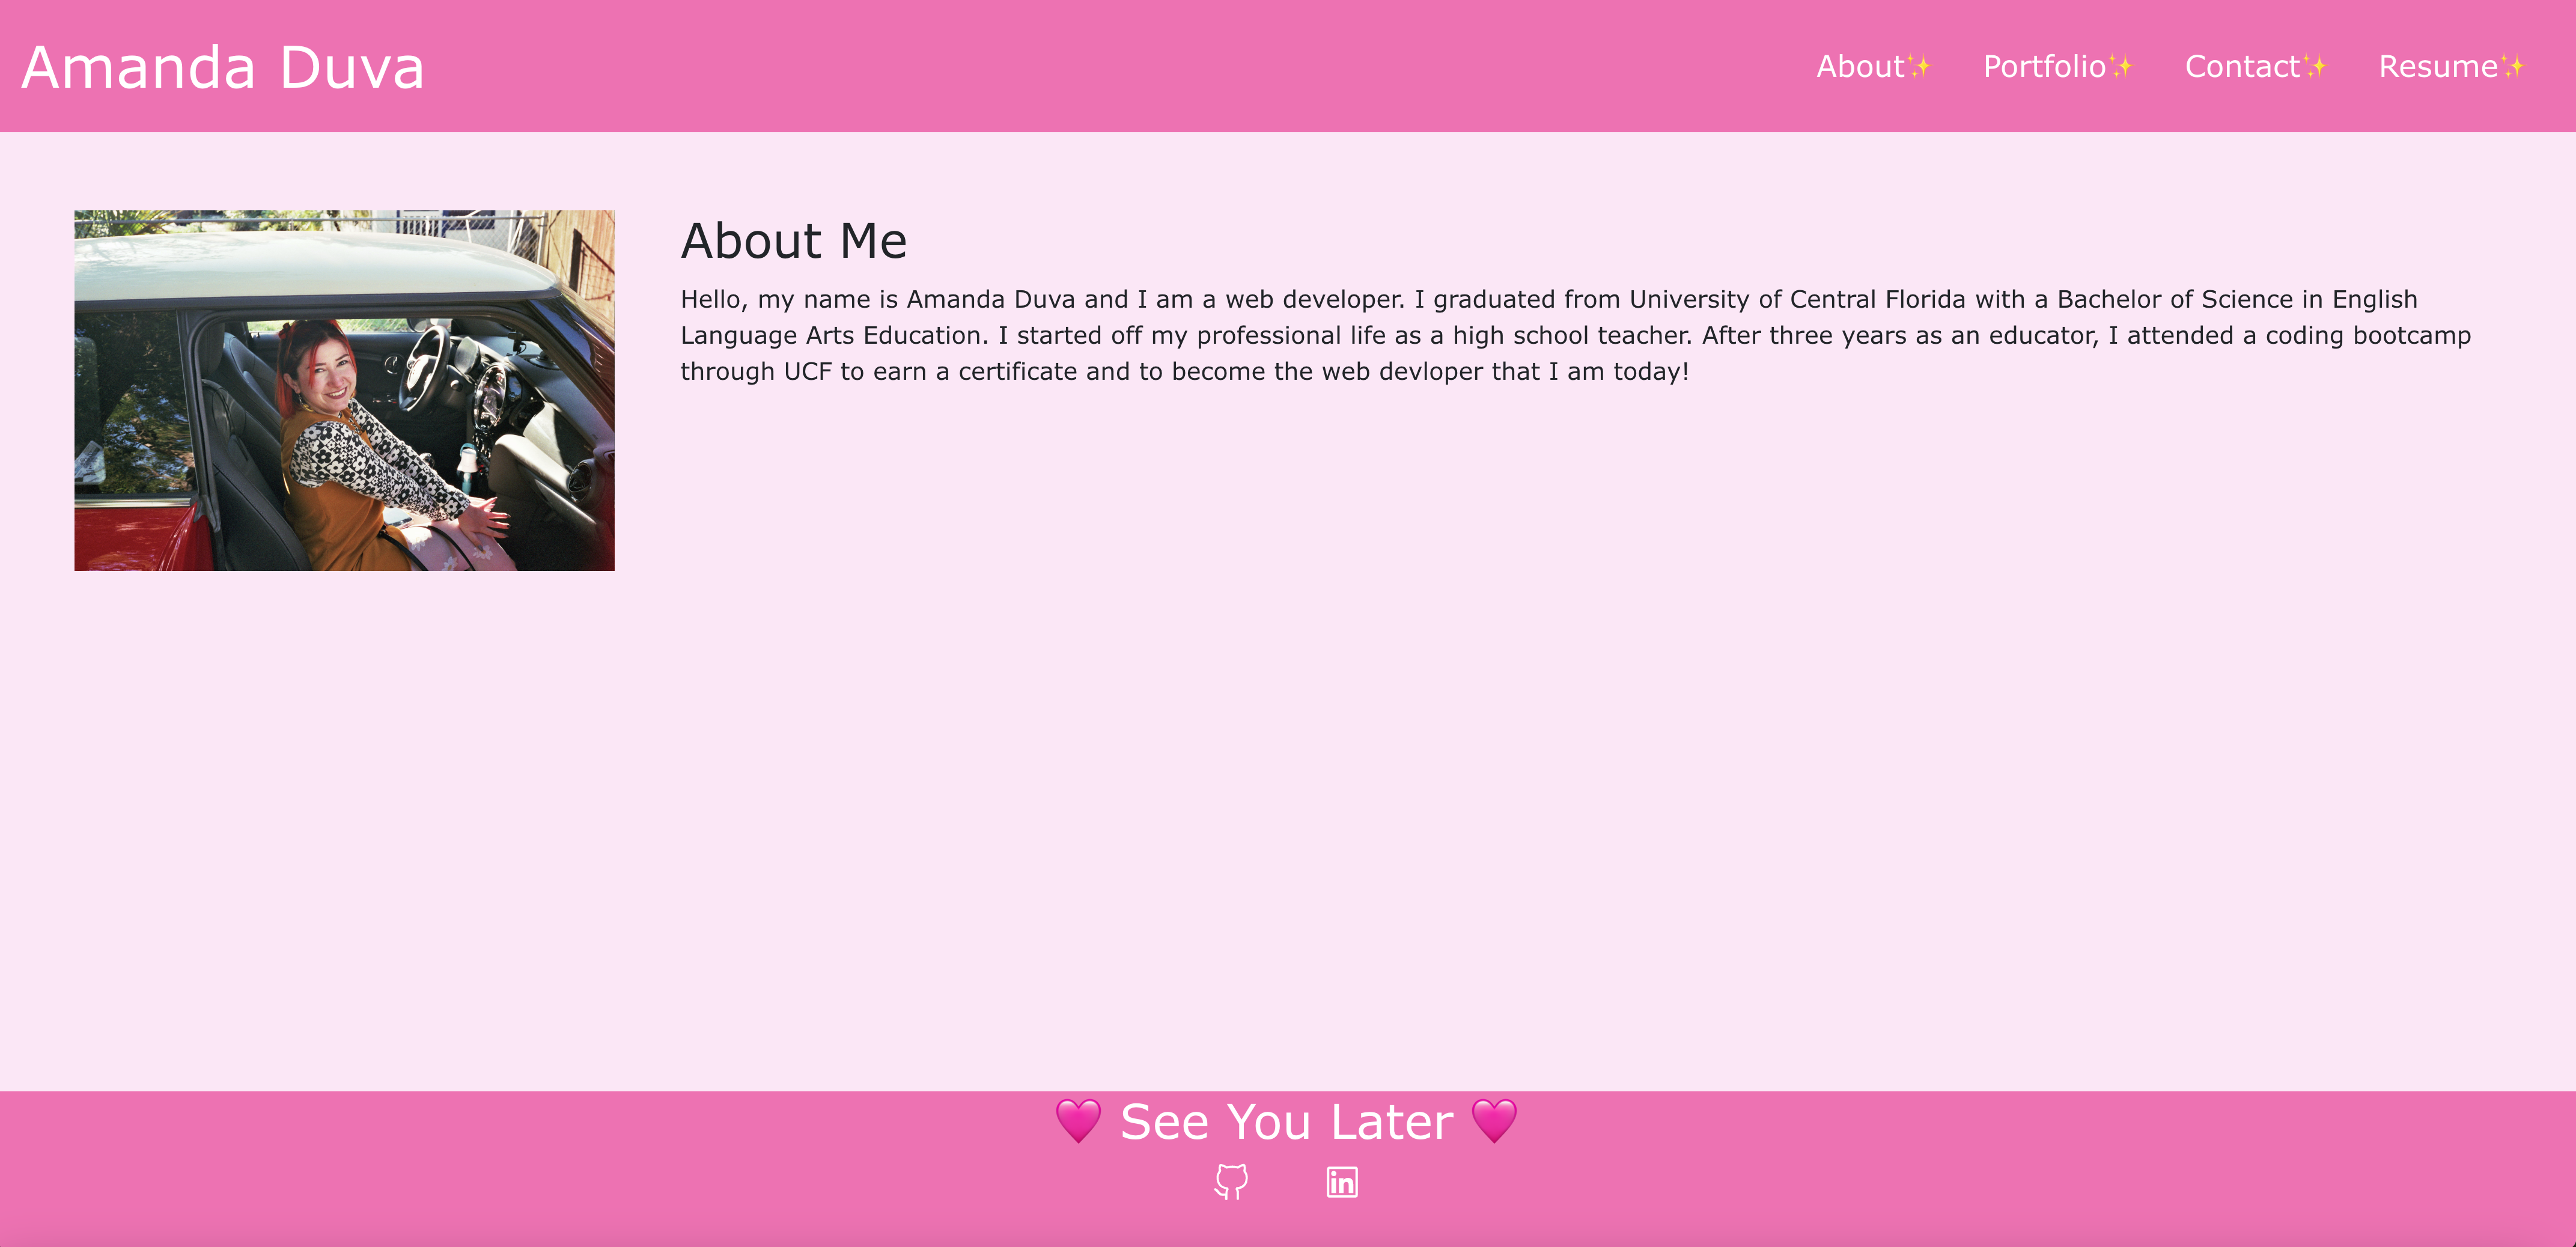 Amanda Duva
About✨ Portfolio✨ Contact✨ Resume✨
About Me
Hello, my name is Amanda Duva and I am a web developer. I graduated from University of Central Florida with a Bachelor of Science in English
Language Arts Education. I started off my professional life as a high school teacher. After three years as an educator, I attended a coding bootcamp
through UCF to earn a certificate and to become the web devloper that I am today!
🩷 See You Later 🩷
in